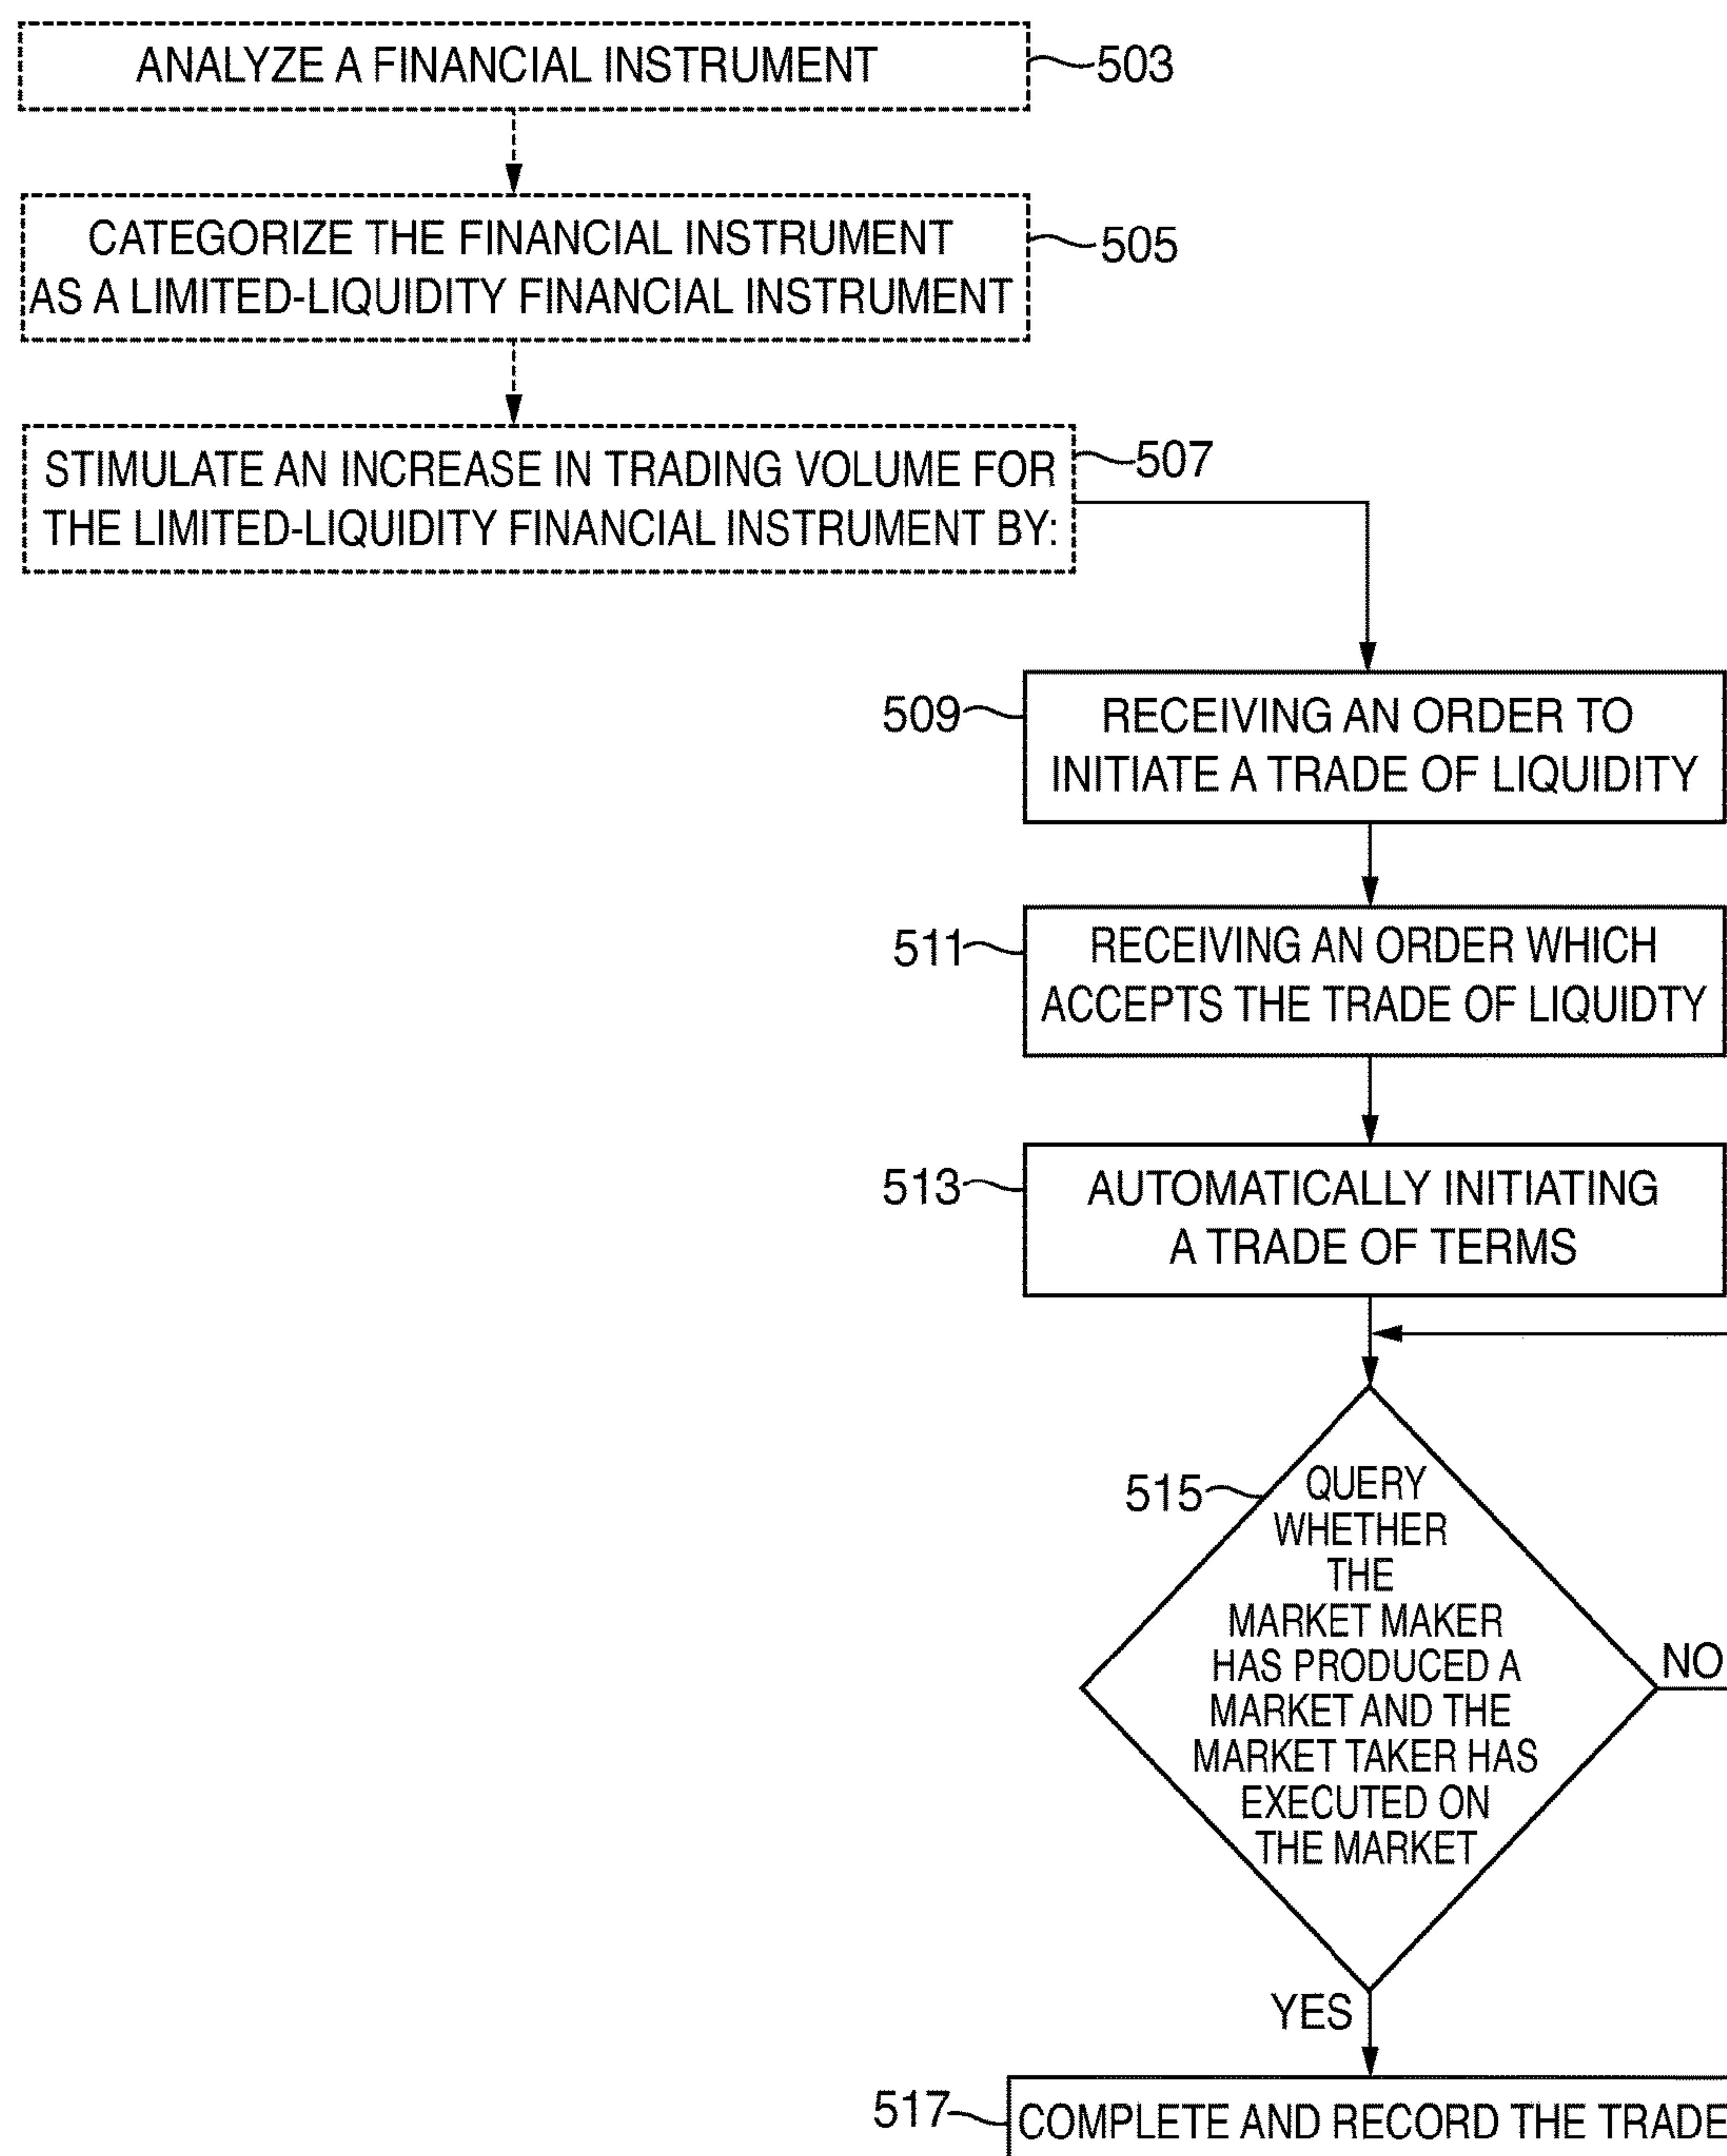 ANALYZE A FINANCIAL INSTRUMENT
503
CATEGORIZE THE FINANCIAL INSTRUMENT
AS A LIMITED-LIQUIDITY FINANCIAL INSTRUMENT
505
STIMULATE AN INCREASE IN TRADING VOLUME FOR
THE LIMITED-LIQUIDITY FINANCIAL INSTRUMENT BY:
507
509
RECEIVING AN ORDER TO
INITIATE A TRADE OF LIQUIDITY
511
RECEIVING AN ORDER WHICH
ACCEPTS THE TRADE OF LIQUIDTY
513
AUTOMATICALLY INITIATING
A TRADE OF TERMS
515
QUERY
WHETHER
THE
MARKET MAKER
HAS PRODUCED A
MARKET AND THE
MARKET TAKER HAS
EXECUTED ON
THE MARKET
NO
YES
517
COMPLETE AND RECORD THE TRADE